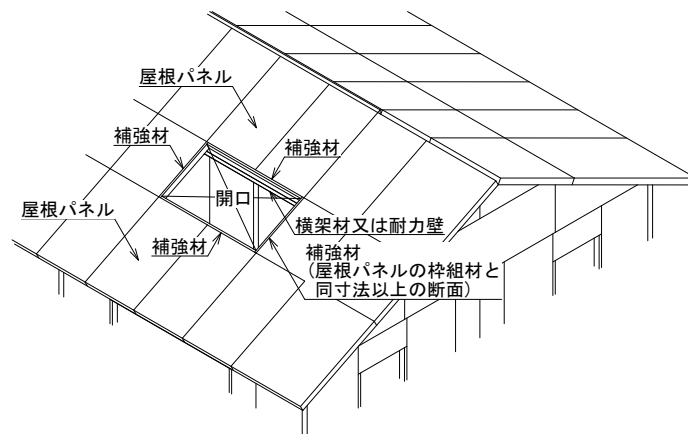 屋根パネル
補強材
補強材
開口
横架材又は耐力壁
屋根パネル
補強材
補強材
（屋根パネルの枠組材と
同寸法以上の断面）